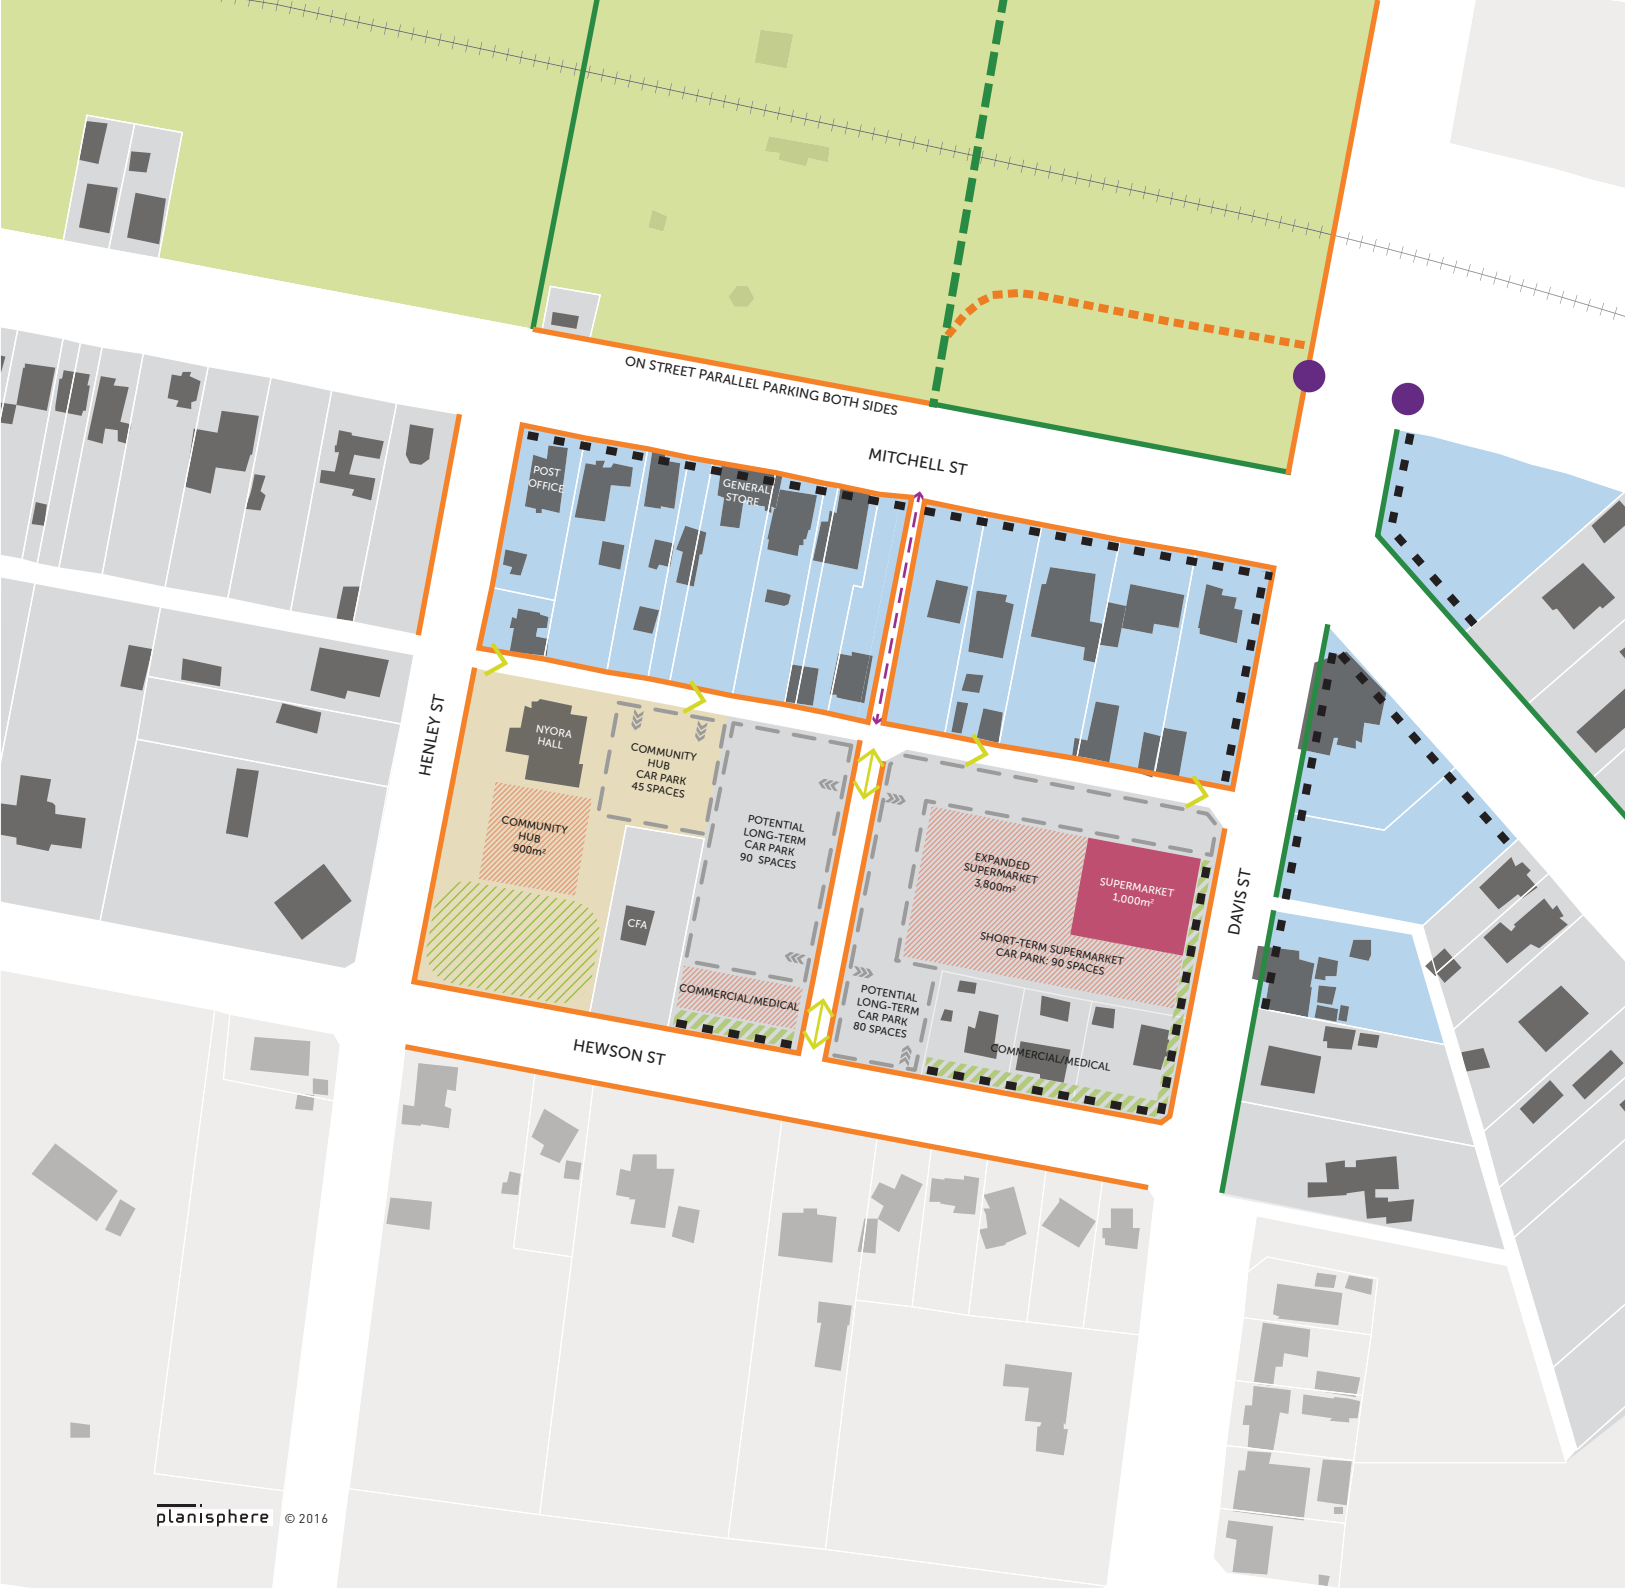 ON STREET PARALLEL PARKING BOTH SIDES
MITCHELL ST
POST
OFFICE
GENERAL
STORE
HENLEY ST
NYORA
HALL
COMMUNITY
HUB
CAR PARK
45 SPACES
COMMUNITY
HUB
900m²
POTENTIAL
LONG-TERM
CAR PARK
90 SPACES
CFA
COMMERCIAL/MEDICAL
EXPANDED
SUPERMARKET
3,800m²
SUPERMARKET
1,000m²
SHORT-TERM SUPERMARKET
CAR PARK: 90 SPACES
POTENTIAL
LONG-TERM
CAR PARK
80 SPACES
COMMERCIAL/MEDICAL
DAVIS ST
HEWSON ST
planisphere © 2016